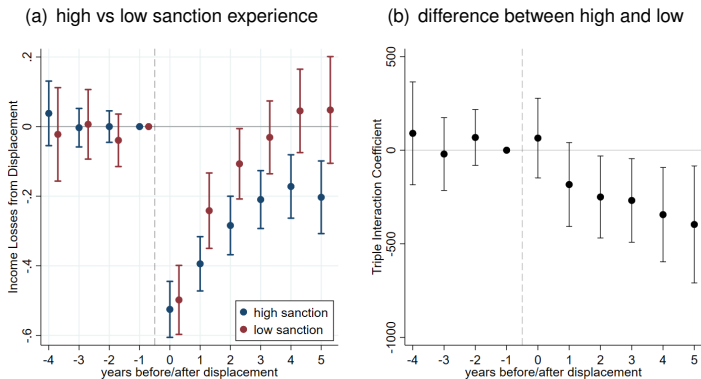 (a) high vs low sanction experience
Income Losses from Displacement
.2
0
-.2
-.4
-.6
high sanction
low sanction
-4 -3 -2 -1 0 1 2 3 4 5
years before/after displacement
(b) difference between high and low
Triple Interaction Coefficient
500
0
-5000
-1000
-4 -3 -2 -1 0 1 2 3 4 5
years before/after displacement